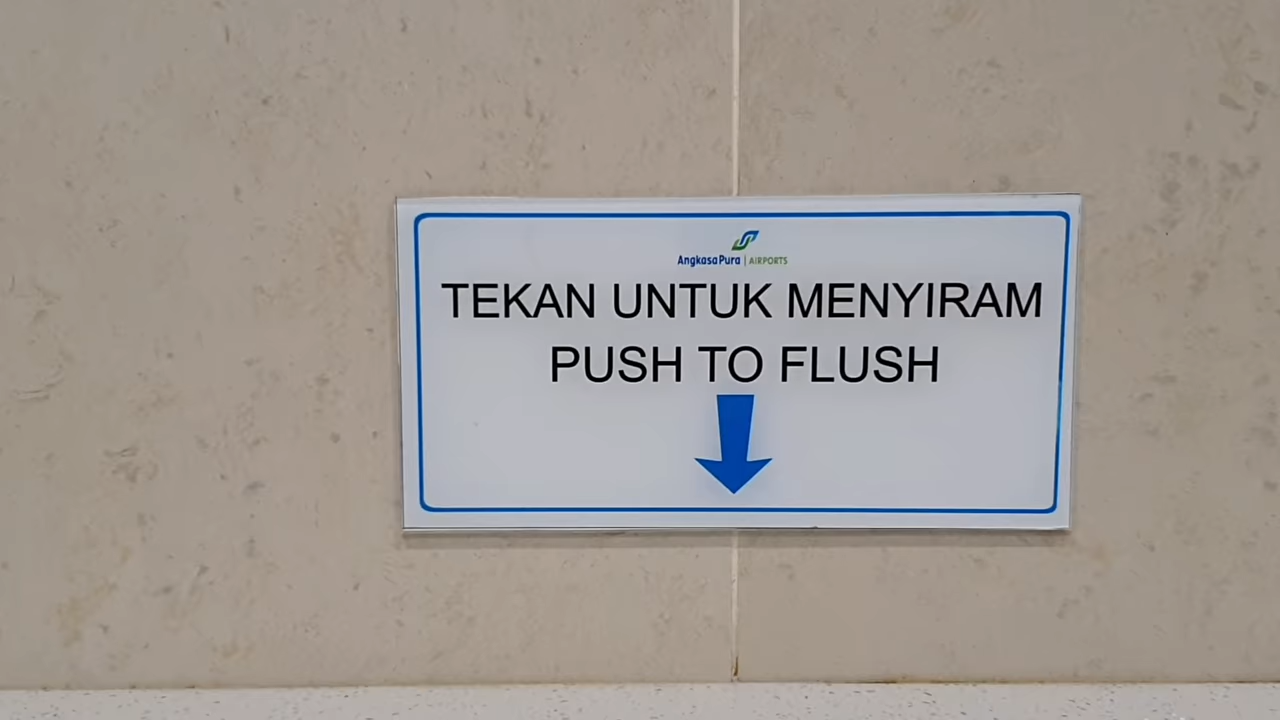 AngkasaPura | AIRPORTS
TEKAN UNTUK MENYIRAM
PUSH TO FLUSH